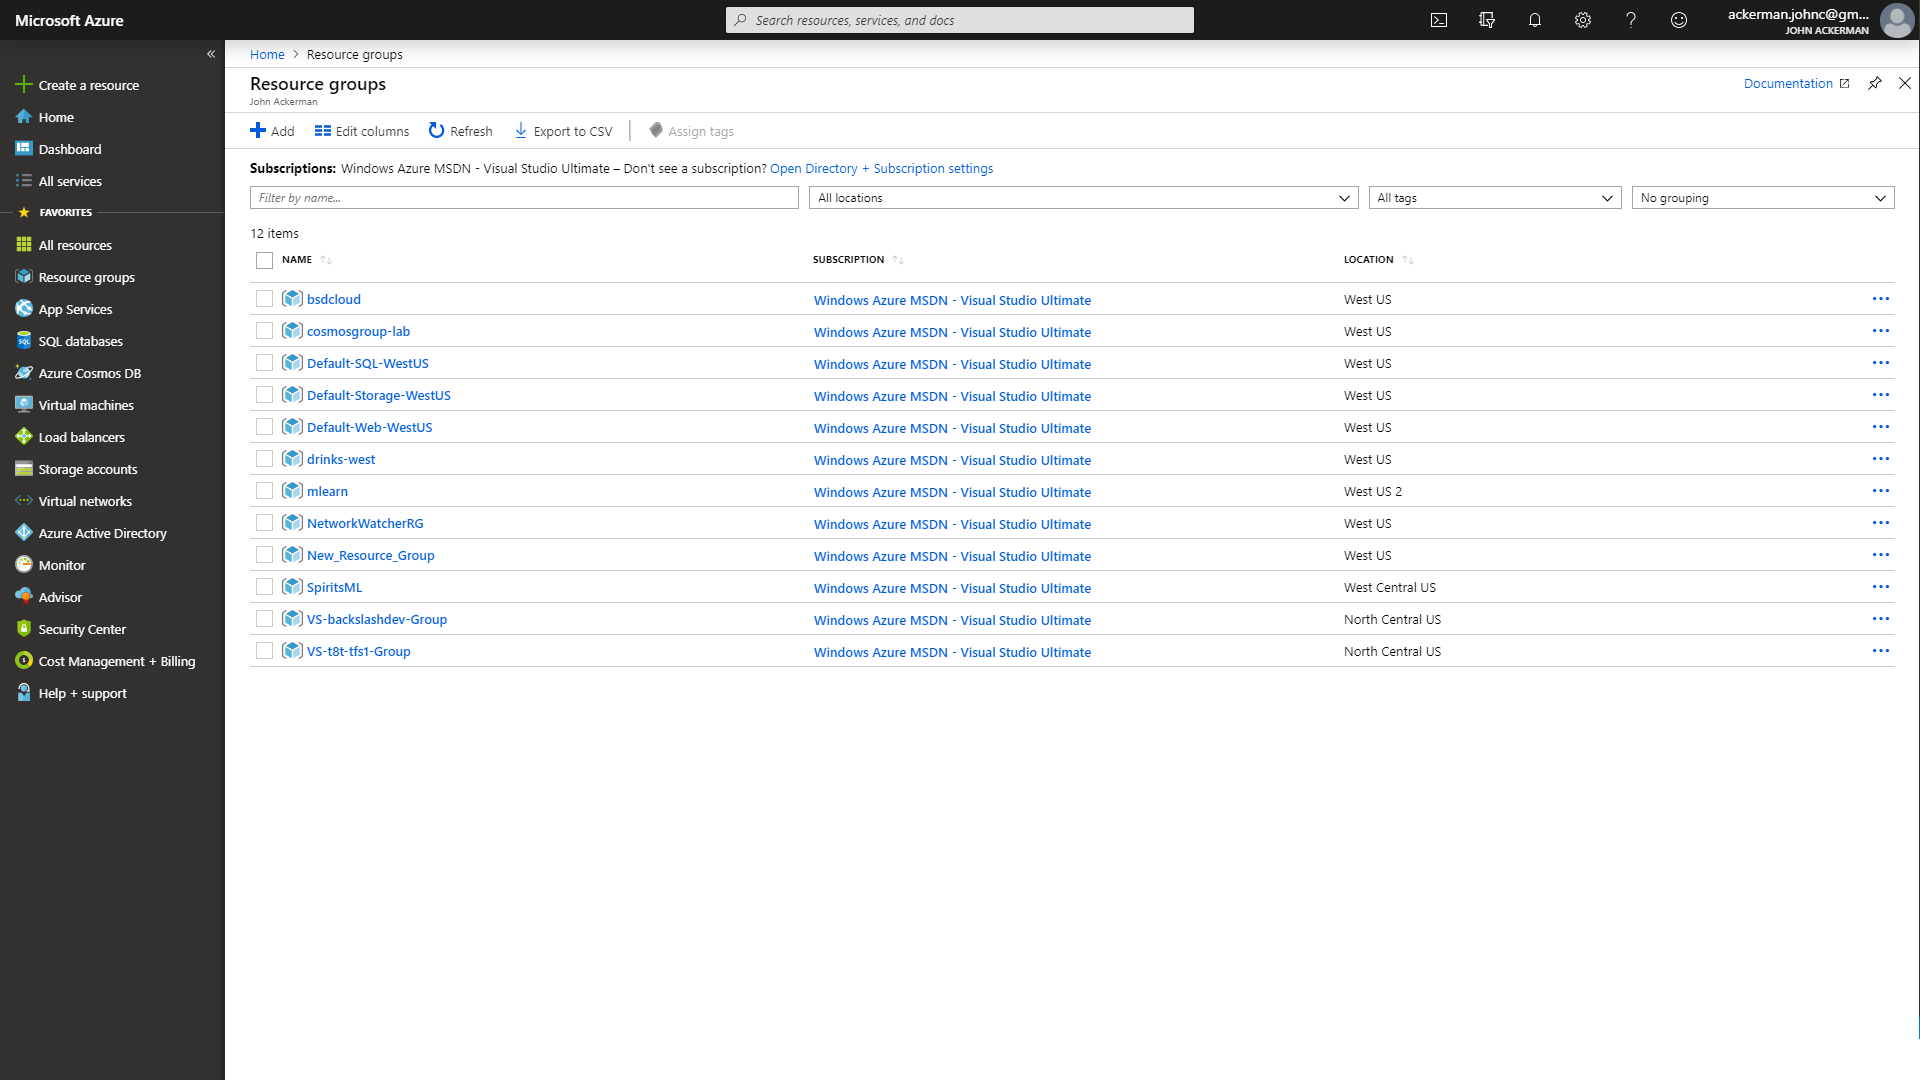 Microsoft Azure
Search resources, services, and docs
ackerman.johnc@gm...
JOHN ACKERMAN
Create a resource
Home
Dashboard
All services
FAVORITES
All resources
Resource groups
App Services
SQL databases
Azure Cosmos DB
Virtual machines
Load balancers
Storage accounts
Virtual networks
Azure Active Directory
Monitor
Advisor
Security Center
Cost Management + Billing
Help + support
Home > Resource groups
Resource groups
John Ackerman
Documentation
Add Edit columns Refresh Export to CSV Assign tags
Subscriptions: Windows Azure MSDN - Visual Studio Ultimate – Don't see a subscription? Open Directory + Subscription settings
Filter by name... All locations All tags No grouping
12 items
NAME SUBSCRIPTION LOCATION
bsdcloud Windows Azure MSDN - Visual Studio Ultimate West US
cosmosgroup-lab Windows Azure MSDN - Visual Studio Ultimate West US
Default-SQL-WestUS Windows Azure MSDN - Visual Studio Ultimate West US
Default-Storage-WestUS Windows Azure MSDN - Visual Studio Ultimate West US
Default-Web-WestUS Windows Azure MSDN - Visual Studio Ultimate West US
drinks-west Windows Azure MSDN - Visual Studio Ultimate West US
mlearn Windows Azure MSDN - Visual Studio Ultimate West US 2
NetworkWatcherRG Windows Azure MSDN - Visual Studio Ultimate West US
New_Resource_Group Windows Azure MSDN - Visual Studio Ultimate West US
SpiritsML Windows Azure MSDN - Visual Studio Ultimate West Central US
VS-backslashdev-Group Windows Azure MSDN - Visual Studio Ultimate North Central US
VS-t8t-tfs1-Group Windows Azure MSDN - Visual Studio Ultimate North Central US